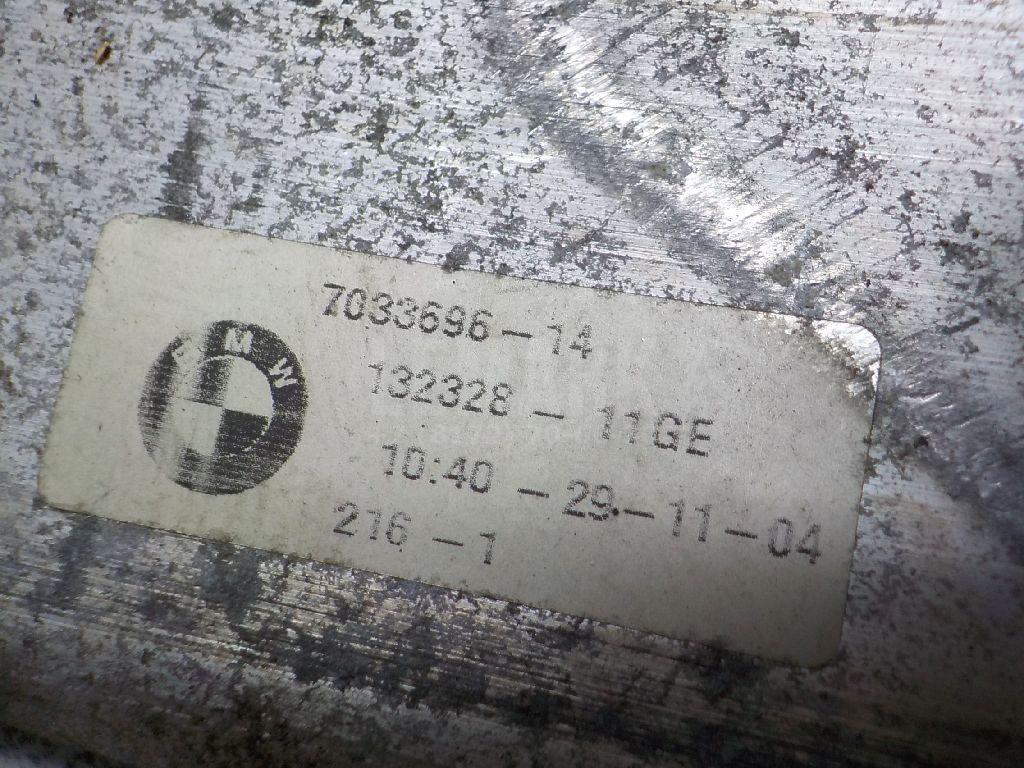 BMW
7033696-14
132328 - 11GE
10:40 - 29.-11-04
216 -1